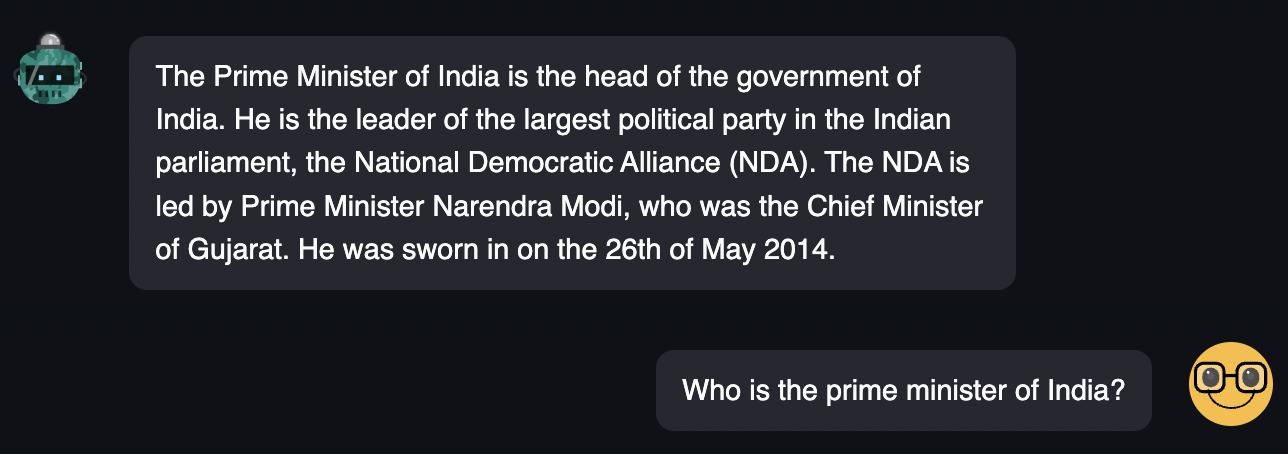 The Prime Minister of India is the head of the government of
India. He is the leader of the largest political party in the Indian
parliament, the National Democratic Alliance (NDA). The NDA is
led by Prime Minister Narendra Modi, who was the Chief Minister
of Gujarat. He was sworn in on the 26th of May 2014.
Who is the prime minister of India?